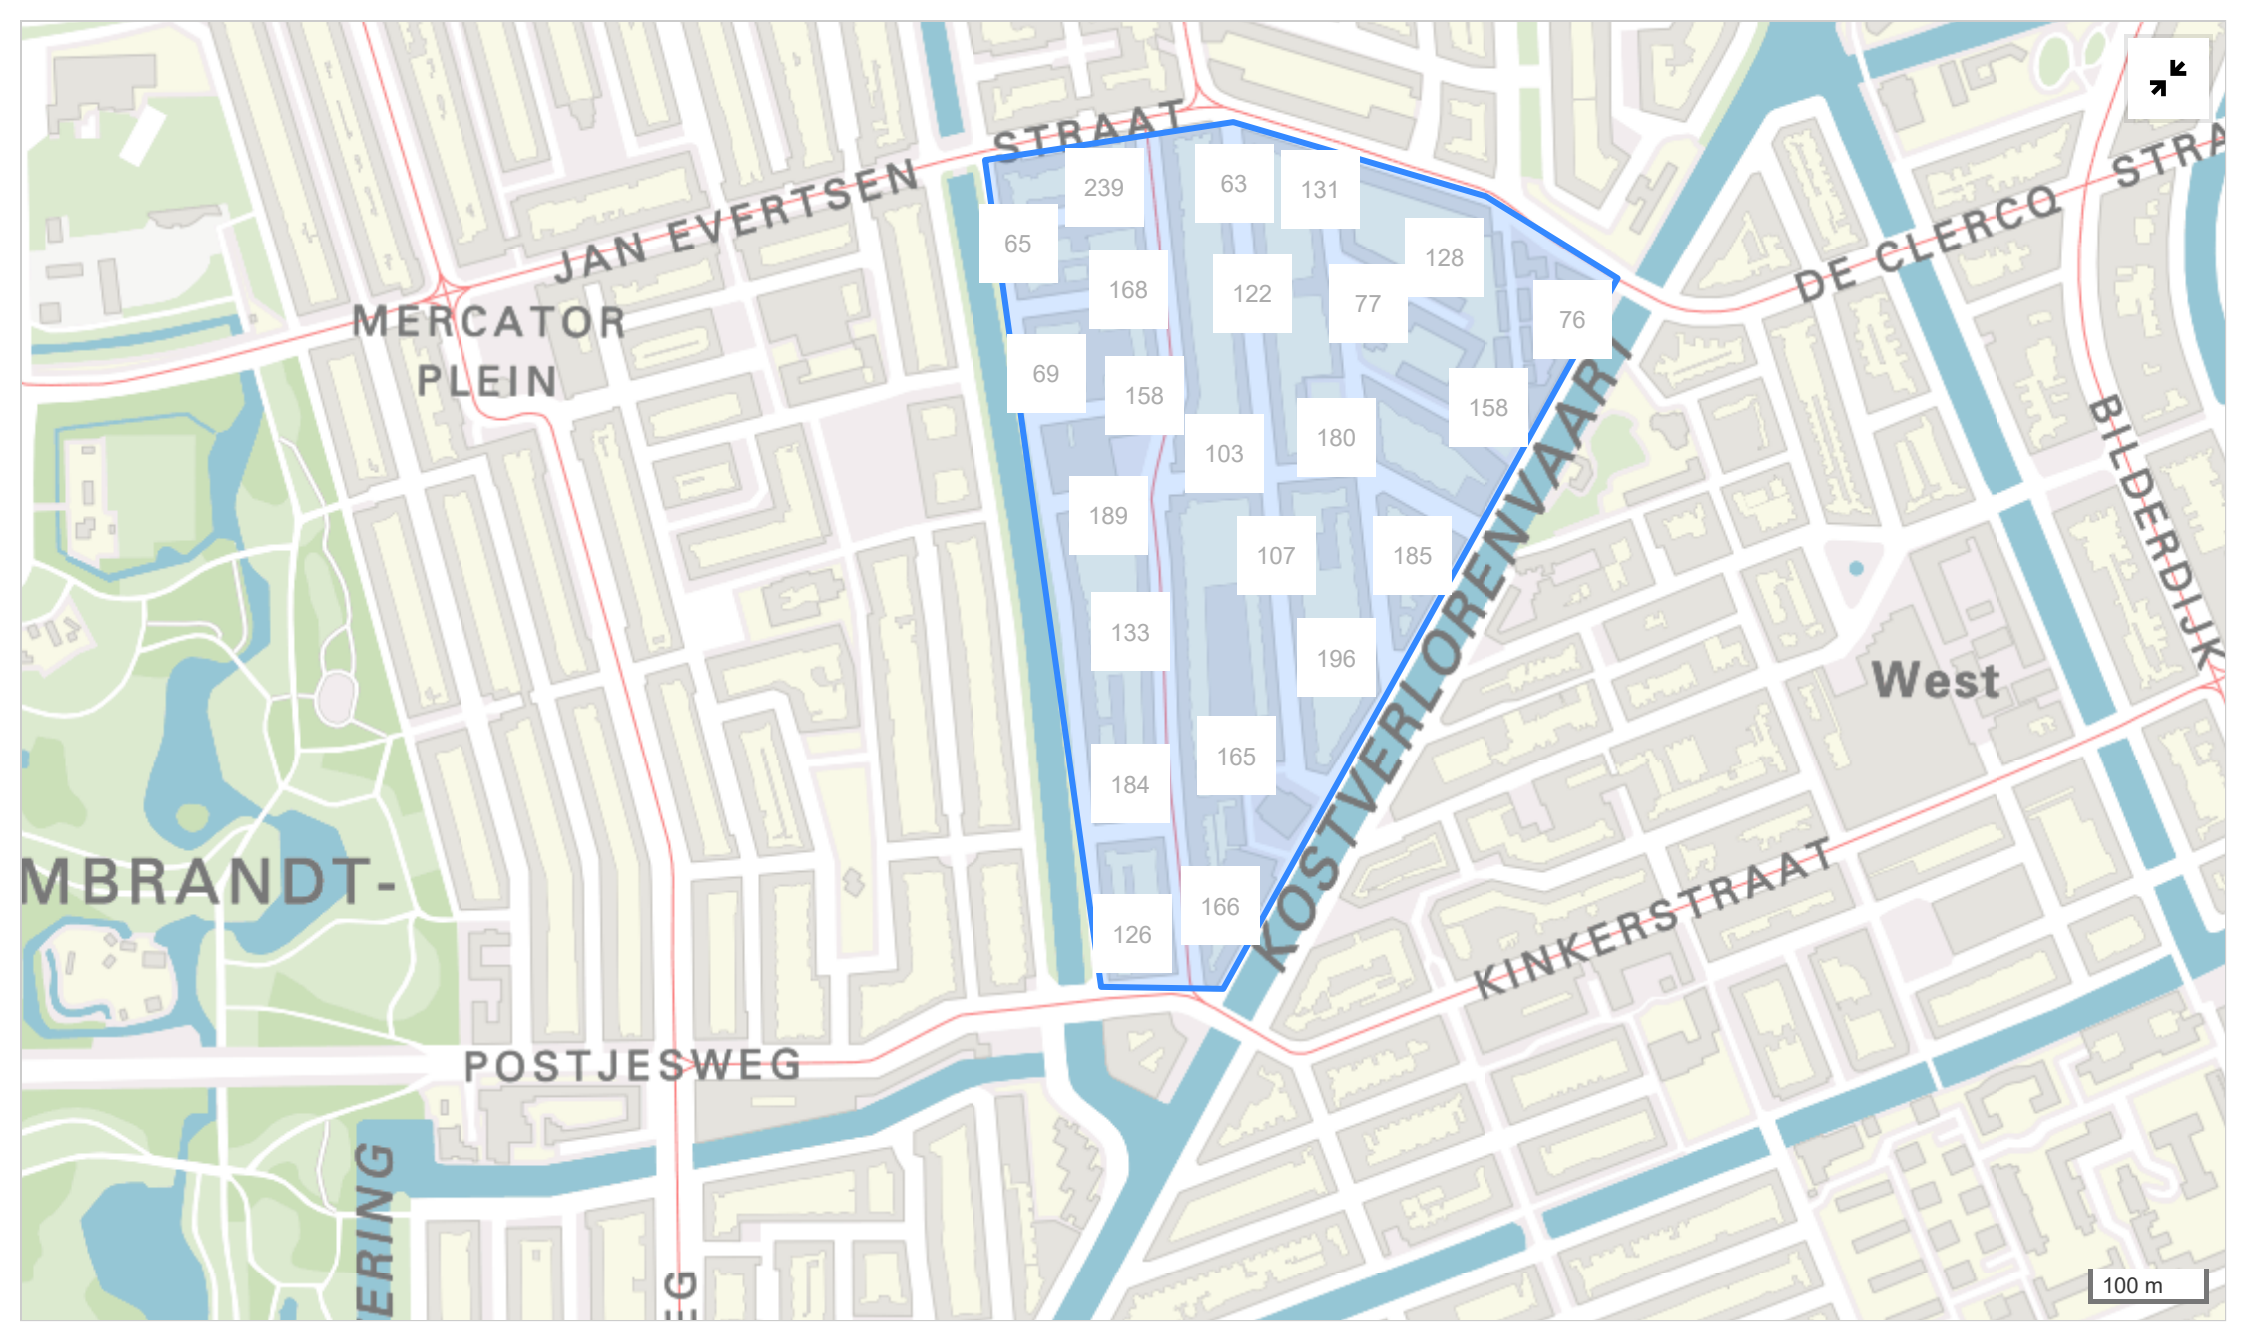 STRAAT
JAN EVERTSEN
MERCATOR
PLEIN
DE CLERCQ
STRA
239
63
131
65
168
122
128
77
76
69
158
158
103
180
189
107
185
133
196
165
184
166
126
KOSTVERLORENVAART
BILDERDIJK
West
KINKERSTRAAT
MBRANDT-
POSTJESWEG
ERING
EG
100 m